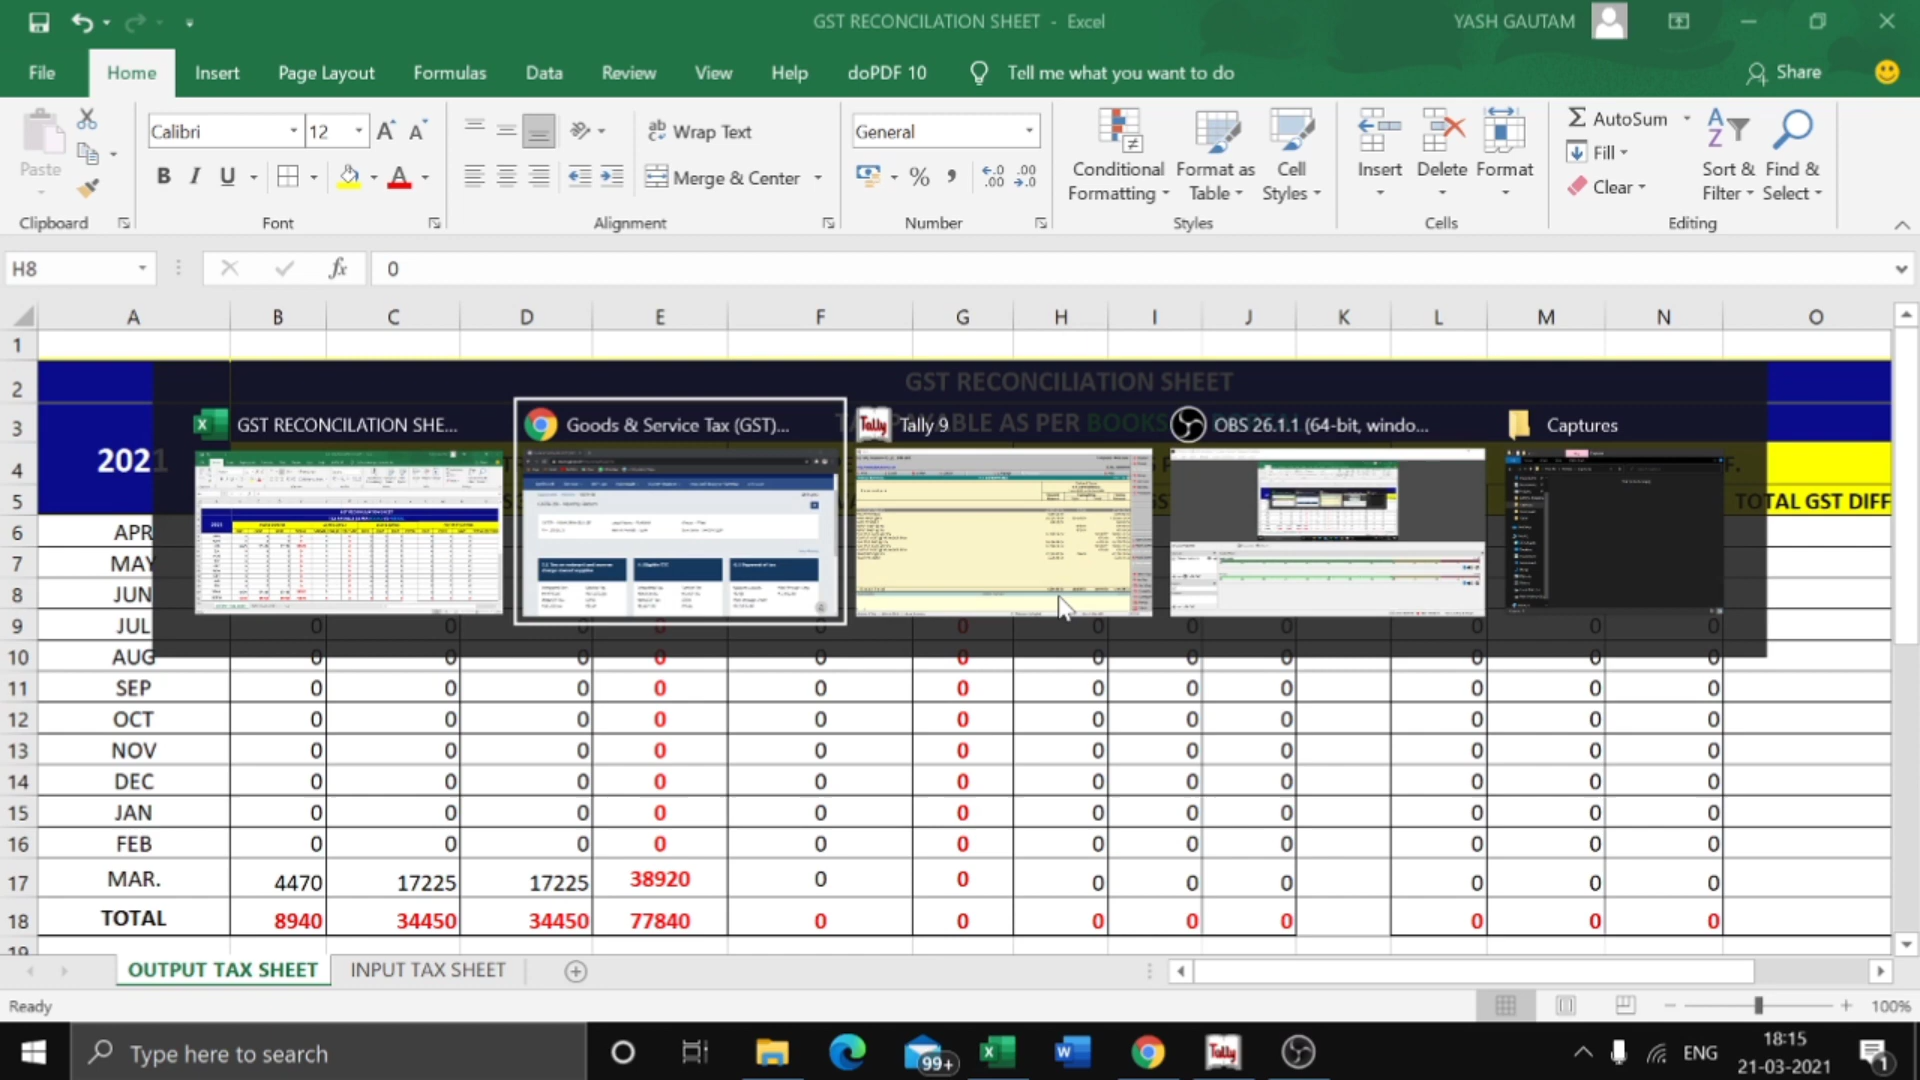 GST RECONCILATION SHEET - Excel
YASH GAUTAM
File Home Insert Page Layout Formulas Data Review View Help doPDF 10 Tell me what you want to do Share
Paste
Calibri 12
B I U
Wrap Text
Merge & Center
General
Conditional Formatting
Format as Table
Cell Styles
Insert Delete Format
AutoSum
Fill
Clear
Sort & Filter
Find & Select
Clipboard Font Alignment Number Styles Cells Editing
H8 fx 0
A B C D E F G H I J K L M N O
1
2 GST RECONCILIATION SHEET
3
4 2021
5 TOTAL GST DIFF
GST RECONCILATION SHE...
Goods & Service Tax (GST)...
Tally 9
OBS 26.1.1 (64-bit, windo...
Captures
6 APR
7 MAY
8 JUN
9 JUL 0 0 0 0 0 0 0 0 0 0 0 0
10 AUG 0 0 0 0 0 0 0 0 0 0 0 0
11 SEP 0 0 0 0 0 0 0 0 0 0 0 0
12 OCT 0 0 0 0 0 0 0 0 0 0 0 0
13 NOV 0 0 0 0 0 0 0 0 0 0 0 0
14 DEC 0 0 0 0 0 0 0 0 0 0 0 0
15 JAN 0 0 0 0 0 0 0 0 0 0 0 0
16 FEB 0 0 0 0 0 0 0 0 0 0 0 0
17 MAR. 4470 17225 17225 38920 0 0 0 0 0 0 0 0
18 TOTAL 8940 34450 34450 77840 0 0 0 0 0 0 0 0
19
OUTPUT TAX SHEET INPUT TAX SHEET
Ready 100%
Type here to search
99+
ENG
18:15
21-03-2021
1